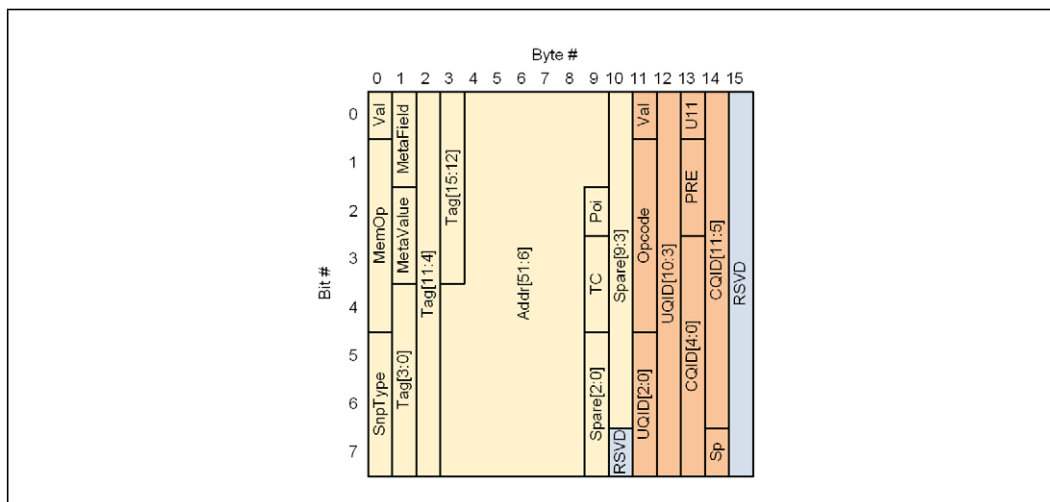 Byte #
0 1 2 3 4 5 6 7 8 9 10 11 12 13 14 15
Bit #
0
1
2
3
4
5
6
7
Val
MemOp
SnpType
MetaField
MetaValue
Tag[3:0]
Tag[11:4]
Tag[15:12]
Addr[51:6]
Poi
TC
Spare[2:0]
Spare[9:3]
RSVD
Val
Opcode
UQID[2:0]
UQID[10:3]
U11
PRE
CQID[4:0]
CQID[11:5]
Sp
RSVD